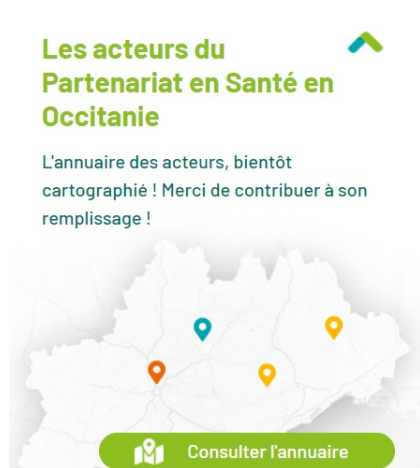 Les acteurs du
Partenariat en Santé en
Occitanie
L'annuaire des acteurs, bientôt
cartographié ! Merci de contribuer à son
remplissage !
Consulter l'annuaire